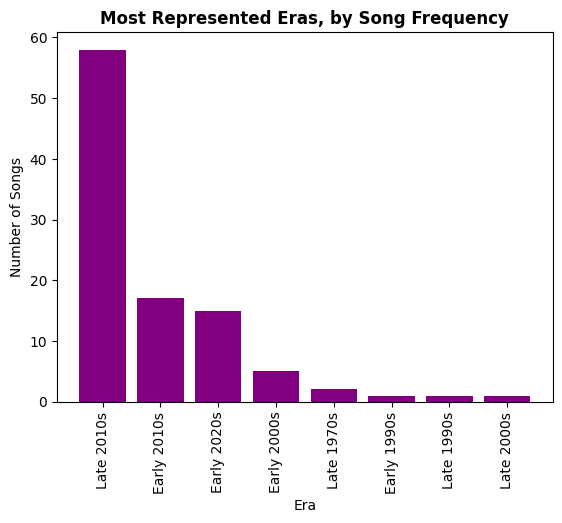 Most Represented Eras, by Song Frequency
Number of Songs
60
50
40
30
20
10
0
Late 2010s
Early 2010s
Early 2020s
Early 2000s
Late 1970s
Early 1990s
Late 1990s
Late 2000s
Era